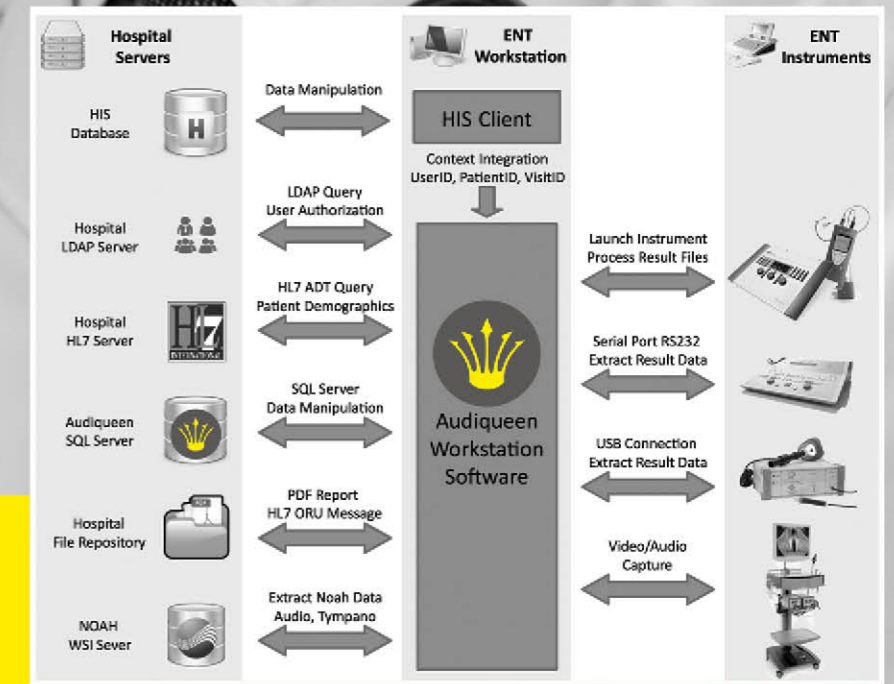 Hospital
Servers
ENT
Workstation
ENT
Instruments
HIS
Database
H
Data Manipulation
HIS Client
Context Integration
UserID, PatientID, VisitID
Hospital
LDAP Server
LDAP Query
User Authorization
Launch Instrument
Process Result Files
Hospital
HL7 Server
HL7
INTERNATIONAL
HL7 ADT Query
Patient Demographics
Serial Port RS232
Extract Result Data
Audiqueen
SQL Server
SQL Server
Data Manipulation
Audiqueen
Workstation
Software
USB Connection
Extract Result Data
Hospital
File Repository
PDF
PDF Report
HL7 ORU Message
Video/Audio
Capture
NOAH
WSI Sever
Extract Noah Data
Audio, Tympano